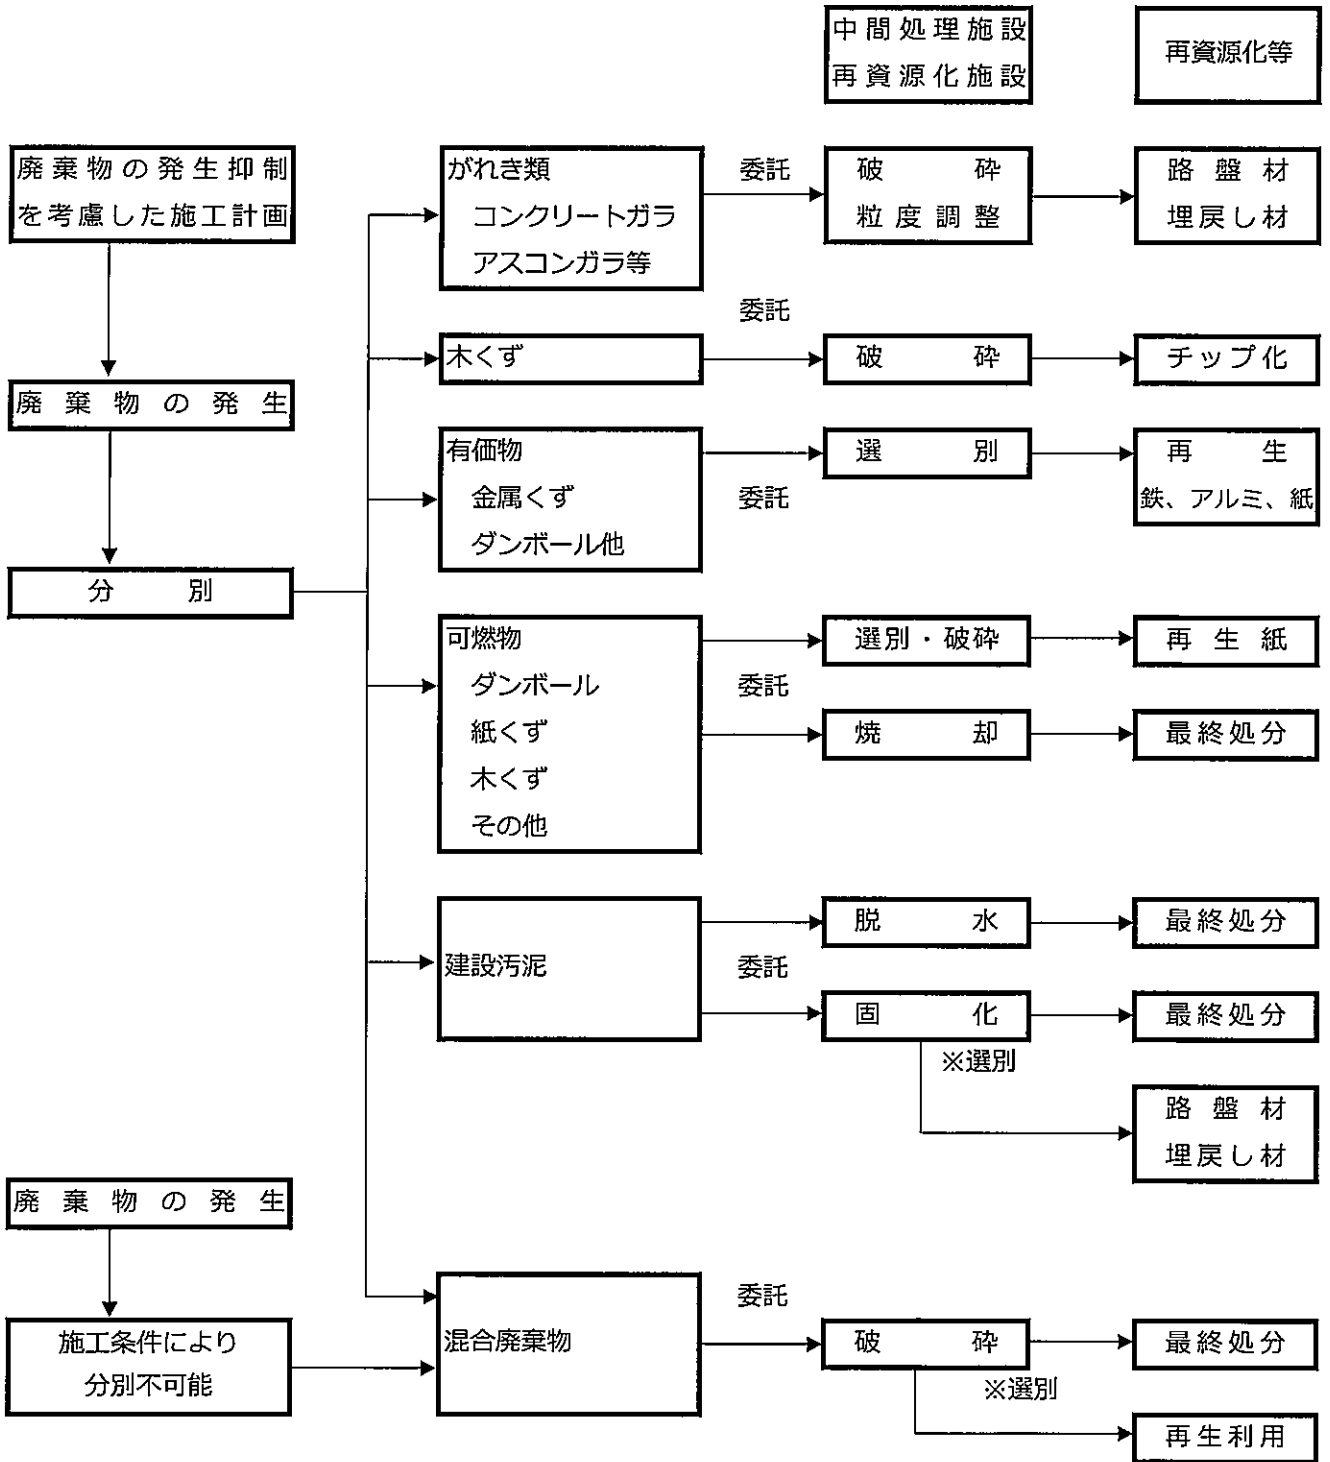 中間処理施設
再資源化施設
再資源化等
廃棄物の発生抑制
を考慮した施工計画
廃棄物の発生
分別
がれき類
コンクリートガラ
アスコンガラ等
委託
破砕
粒度調整
路盤材
埋戻し材
木くず
委託
破砕
チップ化
有価物
金属くず
ダンボール他
委託
選別
再生
鉄、アルミ、紙
可燃物
ダンボール
紙くず
木くず
その他
委託
選別・破砕
再生紙
焼却
最終処分
建設汚泥
委託
脱水
最終処分
固化
最終処分
※選別
路盤材
埋戻し材
廃棄物の発生
施工条件により
分別不可能
混合廃棄物
委託
破砕
最終処分
※選別
再生利用